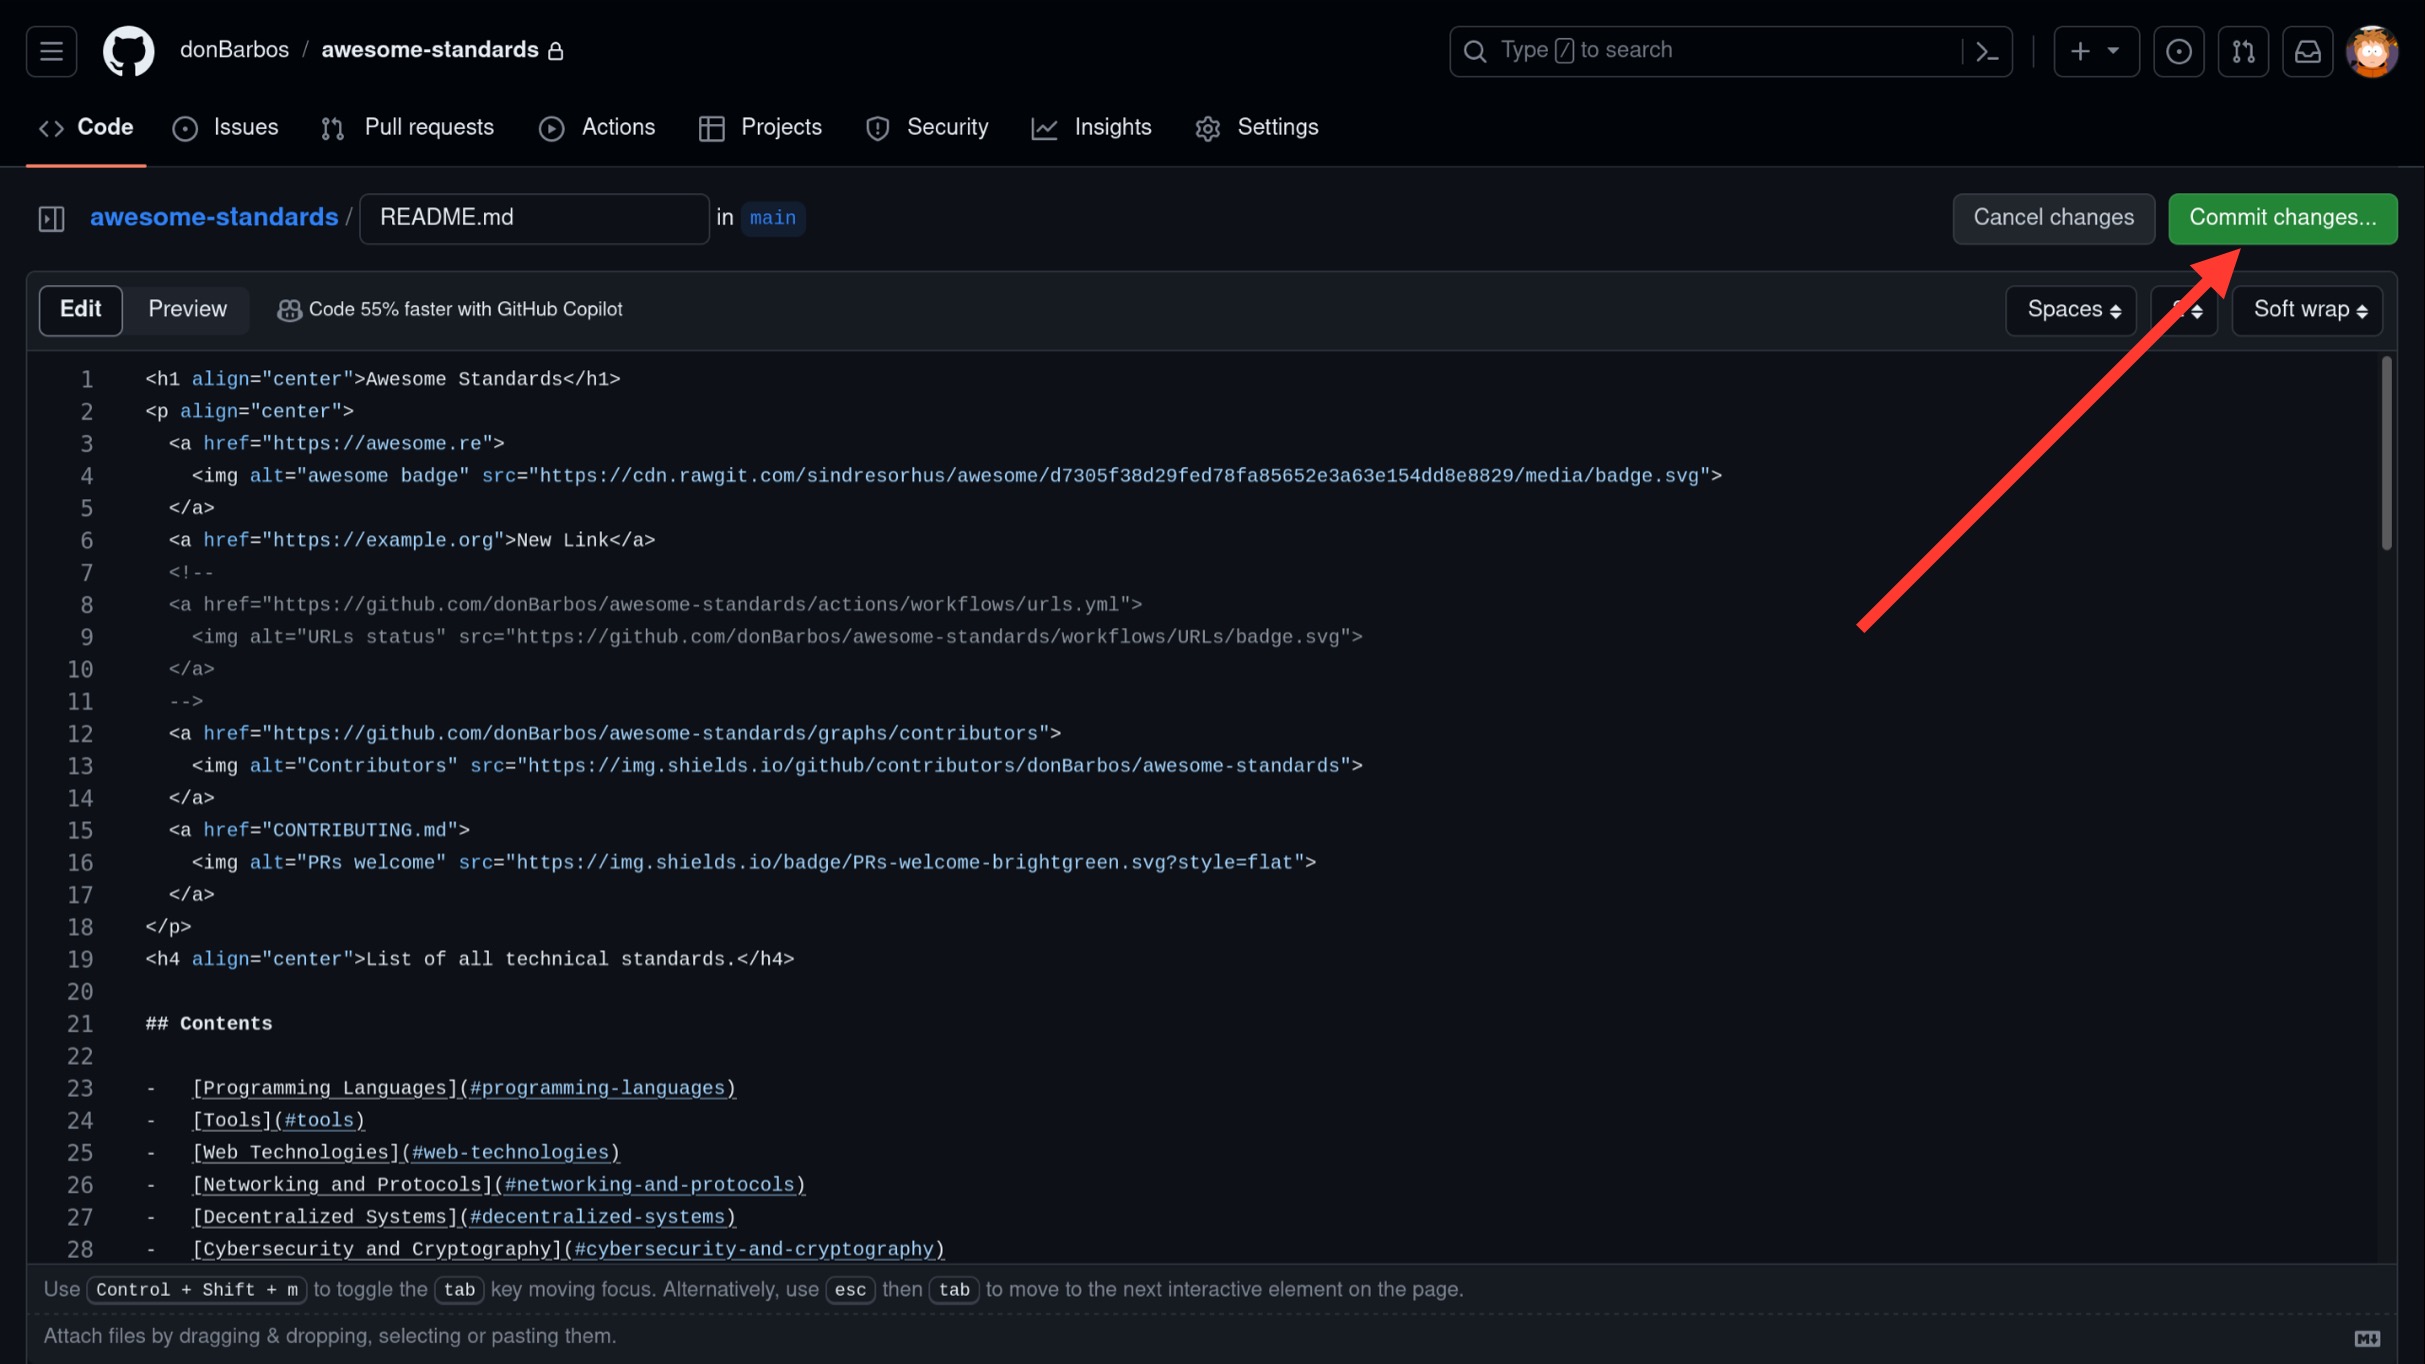 donBarbos / awesome-standards
Type / to search
Code Issues Pull requests Actions Projects Security Insights Settings
awesome-standards / README.md in main
Cancel changes Commit changes...
Edit Preview Code 55% faster with GitHub Copilot
Spaces Soft wrap
1 <h1 align="center">Awesome Standards</h1>
2 <p align="center">
3 <a href="https://awesome.re">
4 <img alt="awesome badge" src="https://cdn.rawgit.com/sindresorhus/awesome/d7305f38d29fed78fa85652e3a63e154dd8e8829/media/badge.svg">
5 </a>
6 <a href="https://example.org">New Link</a>
7 <!--
8 <a href="https://github.com/donBarbos/awesome-standards/actions/workflows/urls.yml">
9 <img alt="URLs status" src="https://github.com/donBarbos/awesome-standards/workflows/URLs/badge.svg">
10 </a>
11 -->
12 <a href="https://github.com/donBarbos/awesome-standards/graphs/contributors">
13 <img alt="Contributors" src="https://img.shields.io/github/contributors/donBarbos/awesome-standards">
14 </a>
15 <a href="CONTRIBUTING.md">
16 <img alt="PRs welcome" src="https://img.shields.io/badge/PRs-welcome-brightgreen.svg?style=flat">
17 </a>
18 </p>
19 <h4 align="center">List of all technical standards.</h4>
20
21 ## Contents
22
23 - [Programming Languages](#programming-languages)
24 - [Tools](#tools)
25 - [Web Technologies](#web-technologies)
26 - [Networking and Protocols](#networking-and-protocols)
27 - [Decentralized Systems](#decentralized-systems)
28 - [Cybersecurity and Cryptography](#cybersecurity-and-cryptography)
Use Control + Shift + m to toggle the tab key moving focus. Alternatively, use esc then tab to move to the next interactive element on the page.
Attach files by dragging & dropping, selecting or pasting them.